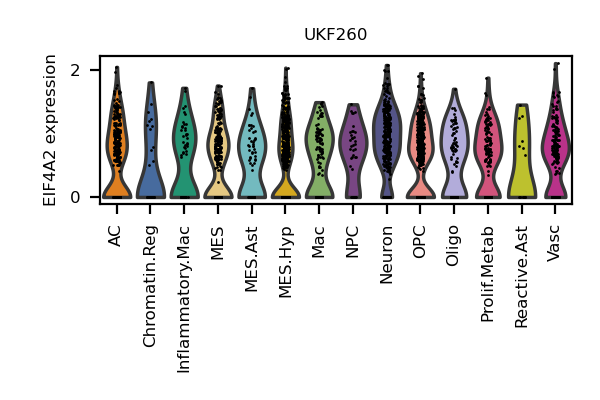 UKF260
EIF4A2 expression
2
0
AC
Chromatin.Reg
Inflammatory.Mac
MES
MES.Ast
MES.Hyp
Mac
NPC
Neuron
OPC
Oligo
Prolif.Metab
Reactive.Ast
Vasc